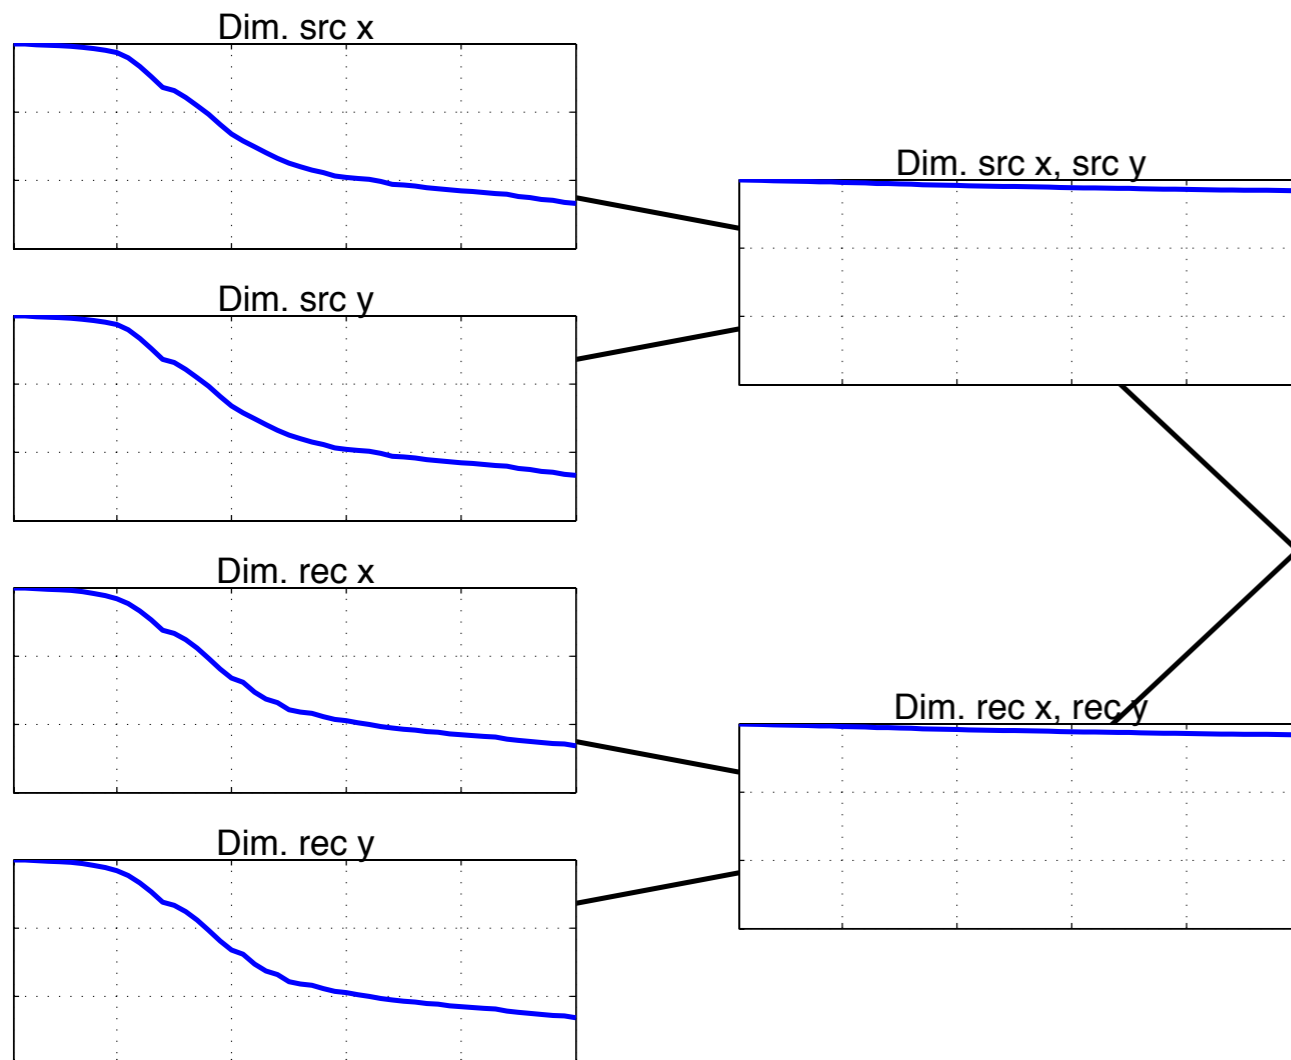 Dim. src x
Dim. src x, src y
Dim. src y
Dim. rec x
Dim. rec x, rec y
Dim. rec y